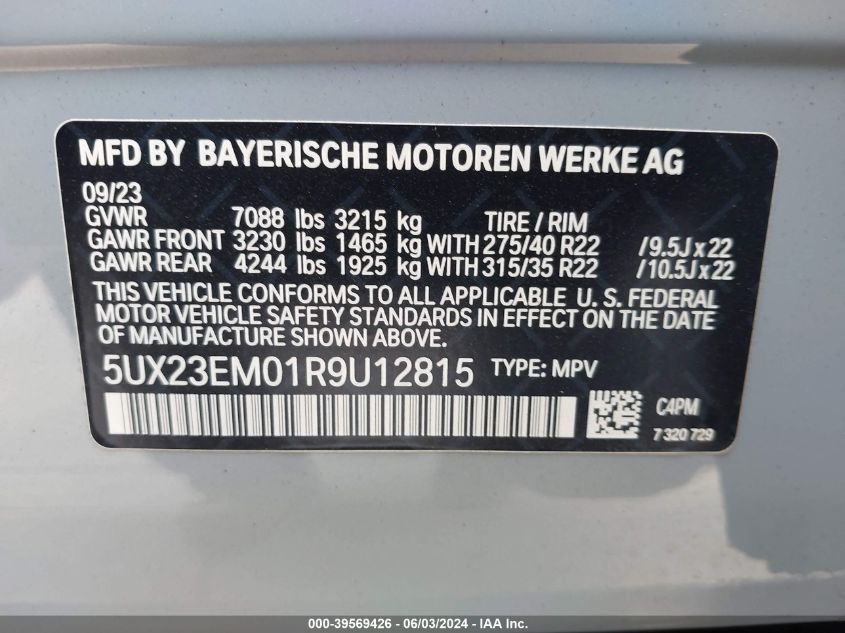 MFD BY BAYERISCHE MOTOREN WERKE AG
09/23
GVWR 7088 lbs 3215 kg TIRE / RIM
GAWR FRONT 3230 lbs 1465 kg WITH 275/40 R22 / 9.5J x 22
GAWR REAR 4244 lbs 1925 kg WITH 315/35 R22 / 10.5J x 22
THIS VEHICLE CONFORMS TO ALL APPLICABLE U. S. FEDERAL
MOTOR VEHICLE SAFETY STANDARDS IN EFFECT ON THE DATE
OF MANUFACTURE SHOWN ABOVE.
5UX23EM01R9U12815 TYPE: MPV
C4PM
7 320 729
000-39569426 - 06/03/2024 - IAA Inc.